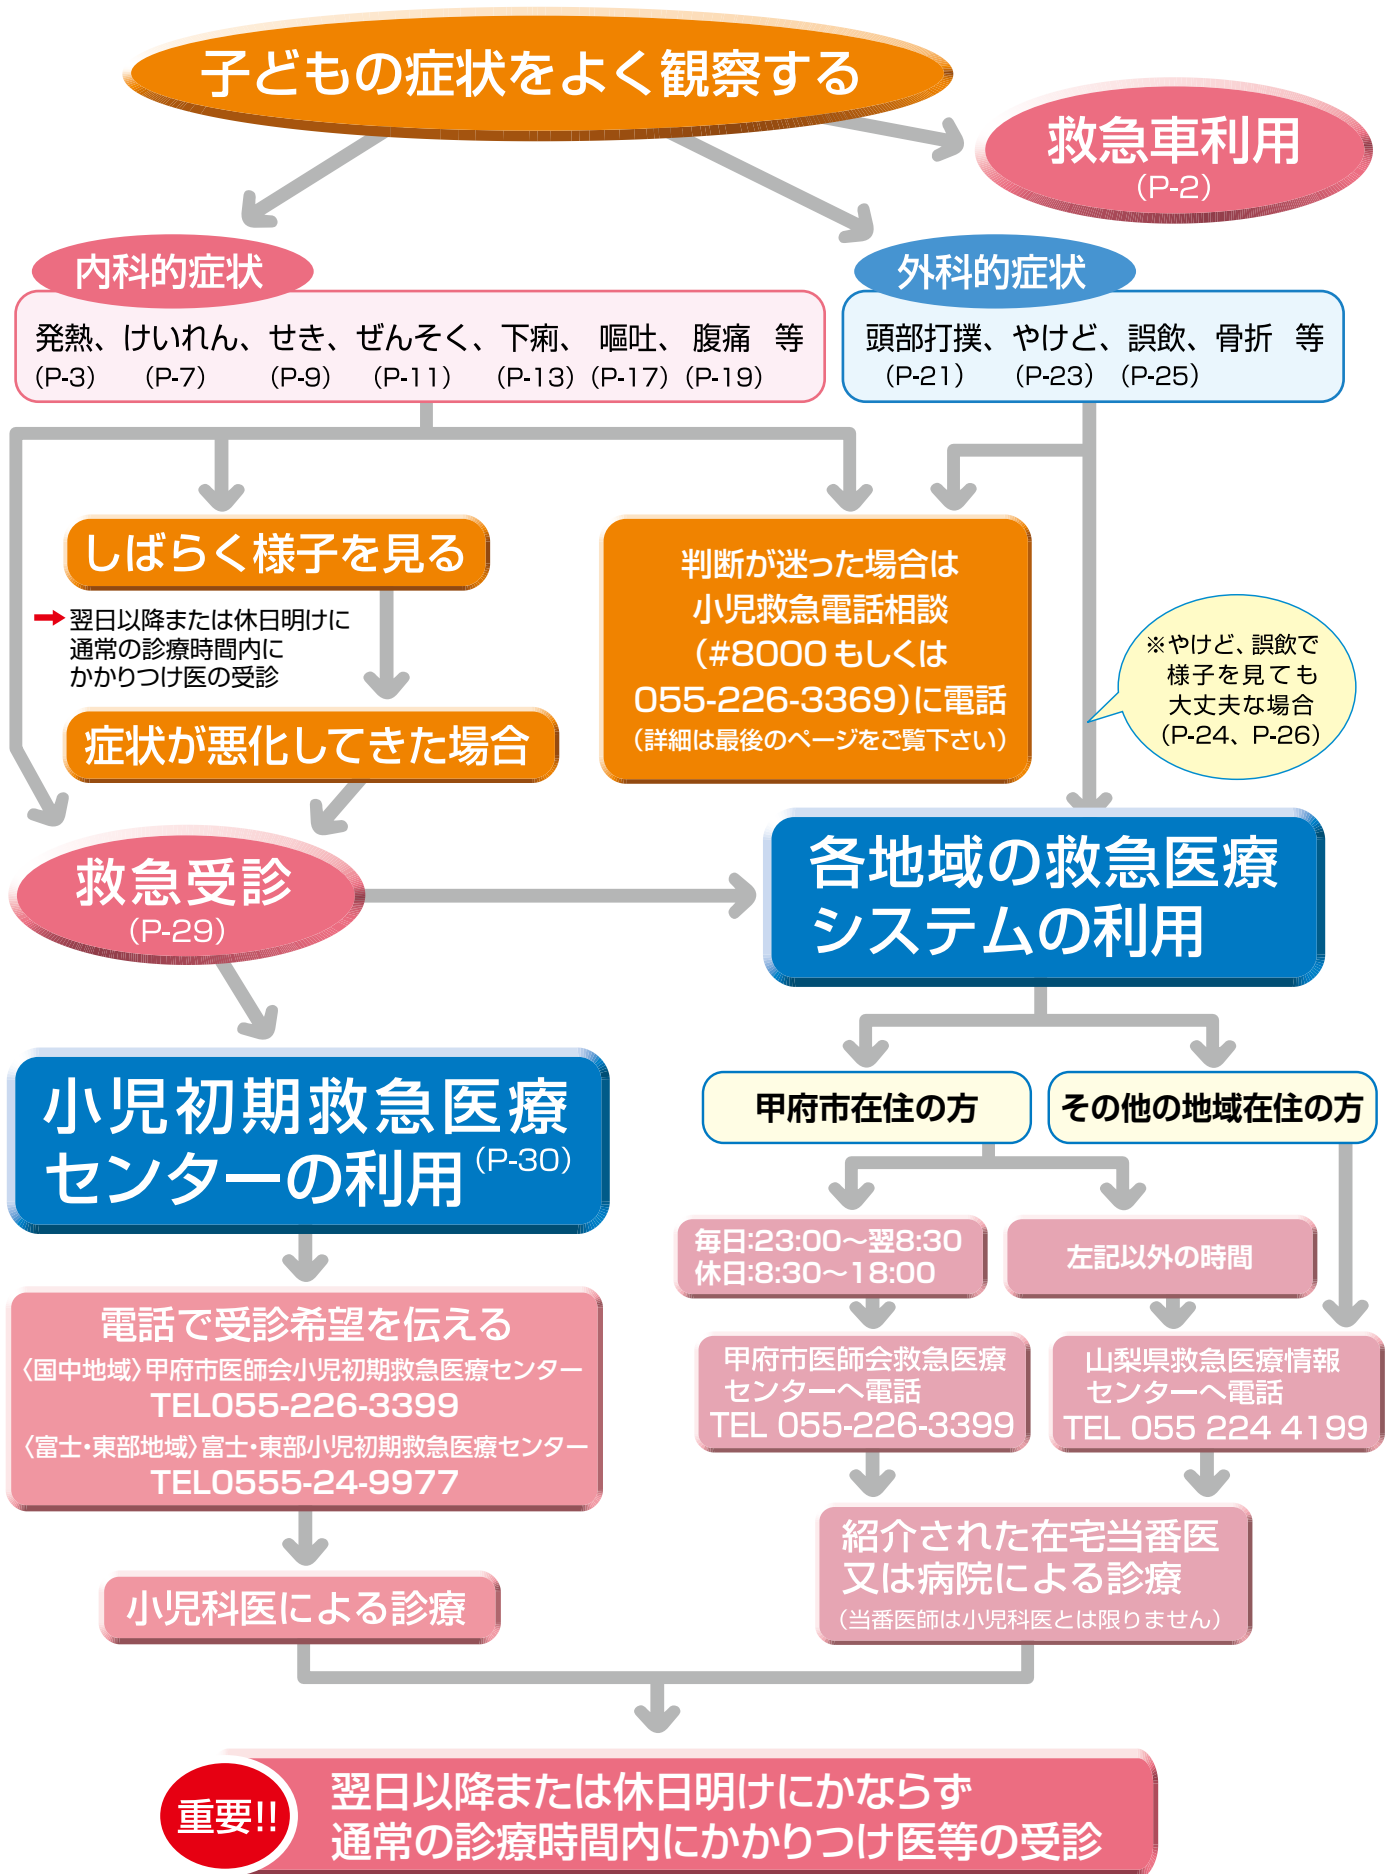 子どもの症状をよく観察する
救急車利用
(P-2)
内科的症状
発熱、けいれん、せき、ぜんそく、下痢、嘔吐、腹痛 等
(P-3) (P-7) (P-9) (P-11) (P-13) (P-17) (P-19)
外科的症状
頭部打撲、やけど、誤飲、骨折 等
(P-21) (P-23) (P-25)
しばらく様子を見る
➞翌日以降または休日明けに
通常の診療時間内に
かかりつけ医の受診
症状が悪化してきた場合
判断が迷った場合は
小児救急電話相談
(#8000もしくは
055-226-3369)に電話
(詳細は最後のページをご覧下さい)
※やけど、誤飲で
様子を見ても
大丈夫な場合
(P-24、P-26)
救急受診
(P-29)
各地域の救急医療
システムの利用
小児初期救急医療
センターの利用(P-30)
甲府市在住の方
その他の地域在住の方
毎日:23:00〜翌8:30
休日:8:30〜18:00
左記以外の時間
電話で受診希望を伝える
〈国中地域〉甲府市医師会小児初期救急医療センター
TEL055-226-3399
〈富士・東部地域〉富士・東部小児初期救急医療センター
TEL0555-24-9977
甲府市医師会救急医療
センターへ電話
TEL 055-226-3399
山梨県救急医療情報
センターへ電話
TEL 055 224 4199
小児科医による診療
紹介された在宅当番医
又は病院による診療
(当番医師は小児科医とは限りません)
重要!!
翌日以降または休日明けにかならず
通常の診療時間内にかかりつけ医等の受診